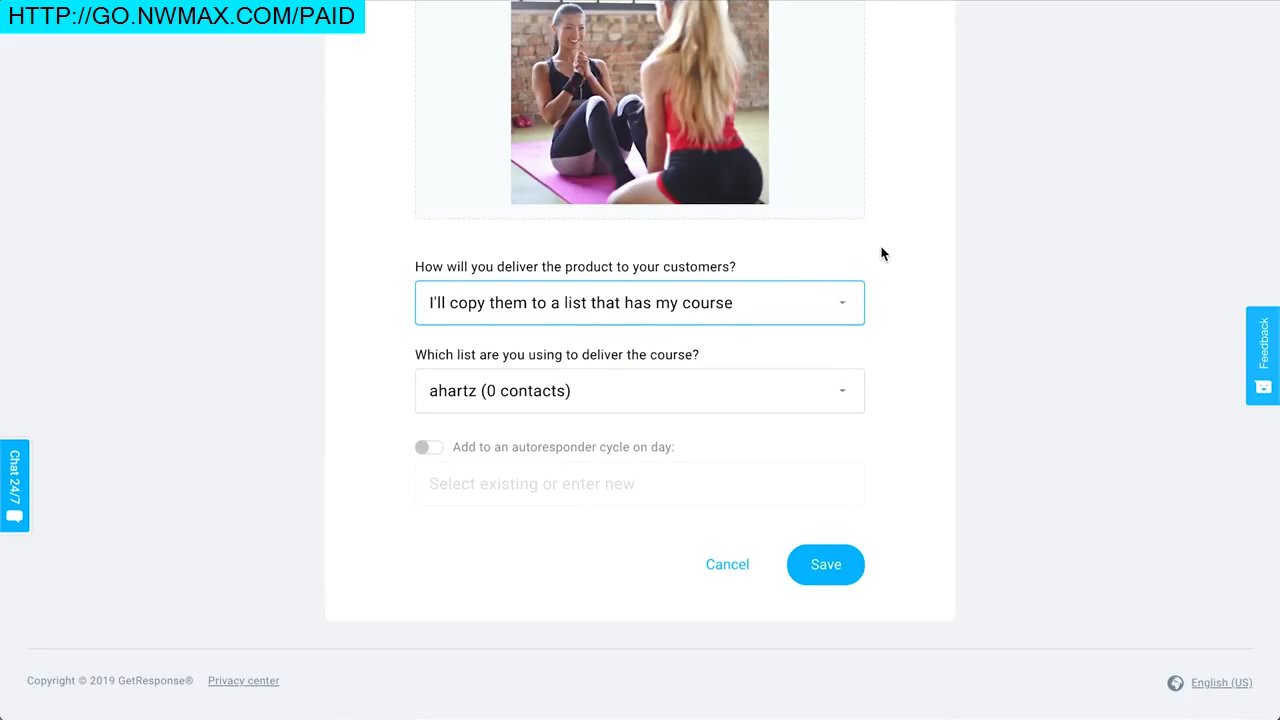 HTTP://GO.NWMAX.COM/PAID
How will you deliver the product to your customers?
I'll copy them to a list that has my course
Which list are you using to deliver the course?
ahartz (0 contacts)
Add to an autoresponder cycle on day:
Select existing or enter new
Cancel
Save
Feedback
Chat 24/7
Copyright © 2019 GetResponse®
Privacy center
English (US)